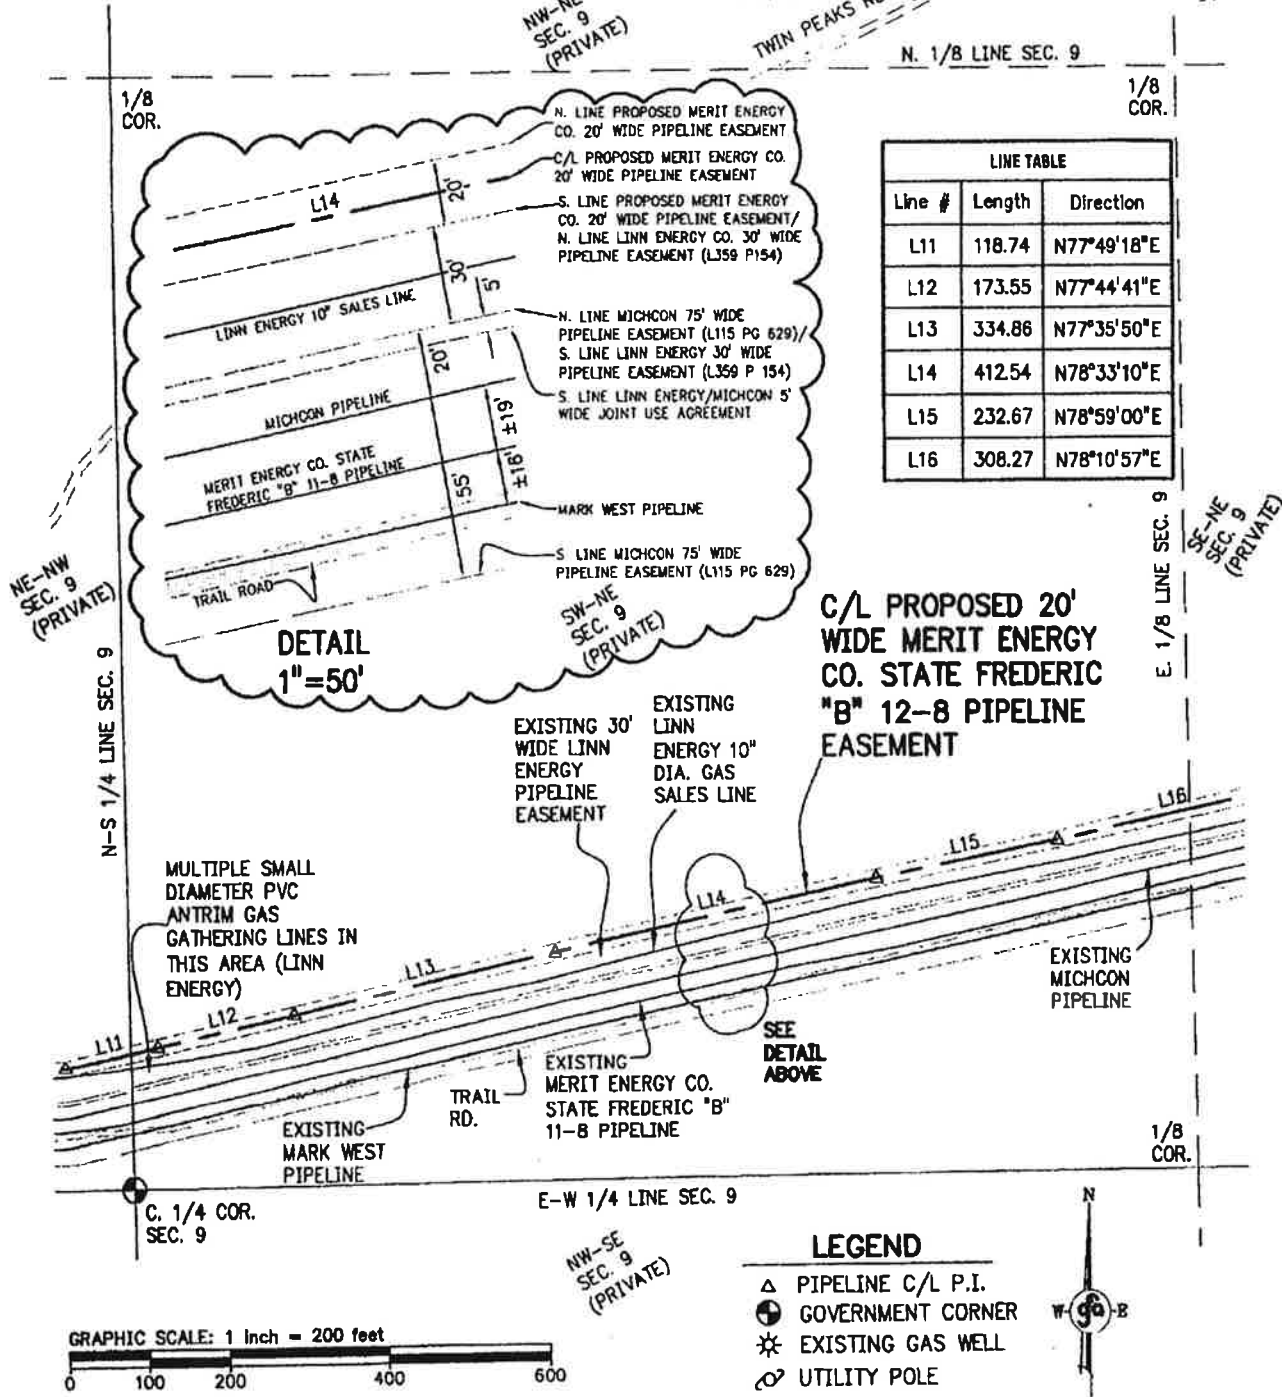 NW-NE
SEC. 9
(PRIVATE)
TWIN PEAKS
N. 1/8 LINE SEC. 9
1/8
COR.
1/8
COR.
N. LINE PROPOSED MERIT ENERGY
CO. 20' WIDE PIPELINE EASEMENT
C/L PROPOSED MERIT ENERGY CO.
20' WIDE PIPELINE EASEMENT
S. LINE PROPOSED MERIT ENERGY
CO. 20' WIDE PIPELINE EASEMENT/
N. LINE LINN ENERGY CO. 30' WIDE
PIPELINE EASEMENT (L359 P154)
N. LINE MICHCON 75' WIDE
PIPELINE EASEMENT (L115 PG 629)/
S. LINE LINN ENERGY 30' WIDE
PIPELINE EASEMENT (L359 P 154)
S. LINE LINN ENERGY/MICHCON 5'
WIDE JOINT USE AGREEMENT
MARK WEST PIPELINE
S LINE MICHCON 75' WIDE
PIPELINE EASEMENT (L115 PG 629)
L14
20'
30'
5'
LINN ENERGY 10" SALES LINE
20'
MICHCON PIPELINE
±19'
MERIT ENERGY CO. STATE
FREDERIC "B" 11-8 PIPELINE
55'
±16'
TRAIL ROAD
DETAIL
1"=50'
SW-NE
SEC. 9
(PRIVATE)
LINE TABLE
Line # Length Direction
L11 118.74 N77°49'18"E
L12 173.55 N77°44'41"E
L13 334.86 N77°35'50"E
L14 412.54 N78°33'10"E
L15 232.67 N78°59'00"E
L16 308.27 N78°10'57"E
NE-NW
SEC. 9
(PRIVATE)
N-S 1/4 LINE SEC. 9
E. 1/8 LINE SEC. 9
SE-NE
SEC. 9
(PRIVATE)
C/L PROPOSED 20'
WIDE MERIT ENERGY
CO. STATE FREDERIC
"B" 12-8 PIPELINE
EASEMENT
EXISTING 30'
WIDE LINN
ENERGY
PIPELINE
EASEMENT
EXISTING
LINN
ENERGY 10"
DIA. GAS
SALES LINE
MULTIPLE SMALL
DIAMETER PVC
ANTRIM GAS
GATHERING LINES IN
THIS AREA (LINN
ENERGY)
L11
L12
L13
L14
L15
L16
EXISTING
MICHCON
PIPELINE
SEE
DETAIL
ABOVE
EXISTING
MERIT ENERGY CO.
STATE FREDERIC "B"
11-8 PIPELINE
TRAIL
RD.
EXISTING
MARK WEST
PIPELINE
1/8
COR.
E-W 1/4 LINE SEC. 9
C. 1/4 COR.
SEC. 9
NW-SE
SEC. 9
(PRIVATE)
LEGEND
PIPELINE C/L P.I.
GOVERNMENT CORNER
EXISTING GAS WELL
UTILITY POLE
N
W
E
GRAPHIC SCALE: 1 inch = 200 feet
0 100 200 400 600